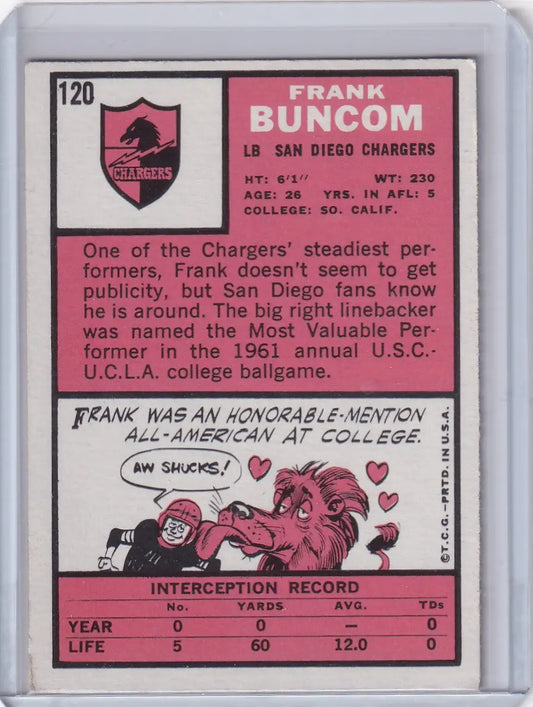 120
CHARGERS
FRANK
BUNCOM
LB SAN DIEGO CHARGERS
HT: 6'1" WT: 230
AGE: 26 YRS. IN AFL: 5
COLLEGE: SO. CALIF.
One of the Chargers' steadiest per-
formers, Frank doesn't seem to get
publicity, but San Diego fans know
he is around. The big right linebacker
was named the Most Valuable Per-
former in the 1961 annual U.S.C.-
U.C.L.A. college ballgame.
FRANK WAS AN HONORABLE-MENTION
ALL-AMERICAN AT COLLEGE.
AW SHUCKS!
©T.C.G.—PRTD. IN U.S.A.
INTERCEPTION RECORD
No. YARDS AVG. TDs
YEAR 0 0 — 0
LIFE 5 60 12.0 0